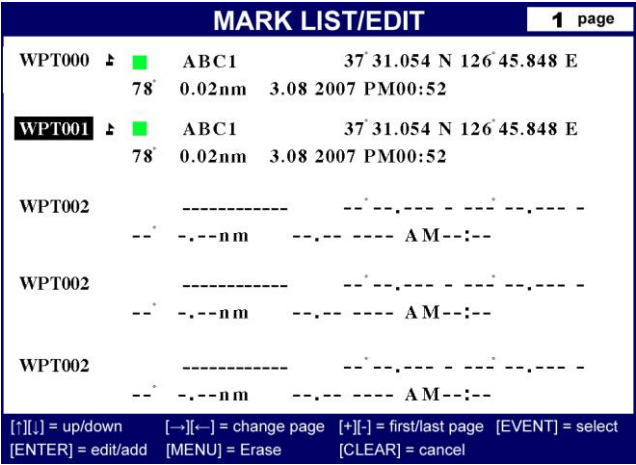 MARK LIST/EDIT 1 page
WPT000 ABC1 37°31.054 N 126°45.848 E
78° 0.02nm 3.08 2007 PM00:52
WPT001 ABC1 37°31.054 N 126°45.848 E
78° 0.02nm 3.08 2007 PM00:52
WPT002 ------------ --°--.--- - ---°--.--- -
--° -.--nm --.-- ---- AM--:--
WPT002 ------------ --°--.--- - ---°--.--- -
--° -.--nm --.-- ---- AM--:--
WPT002 ------------ --°--.--- - ---°--.--- -
--° -.--nm --.-- ---- AM--:--
[↑][↓] = up/down [→][←] = change page [+][-] = first/last page [EVENT] = select
[ENTER] = edit/add [MENU] = Erase [CLEAR] = cancel